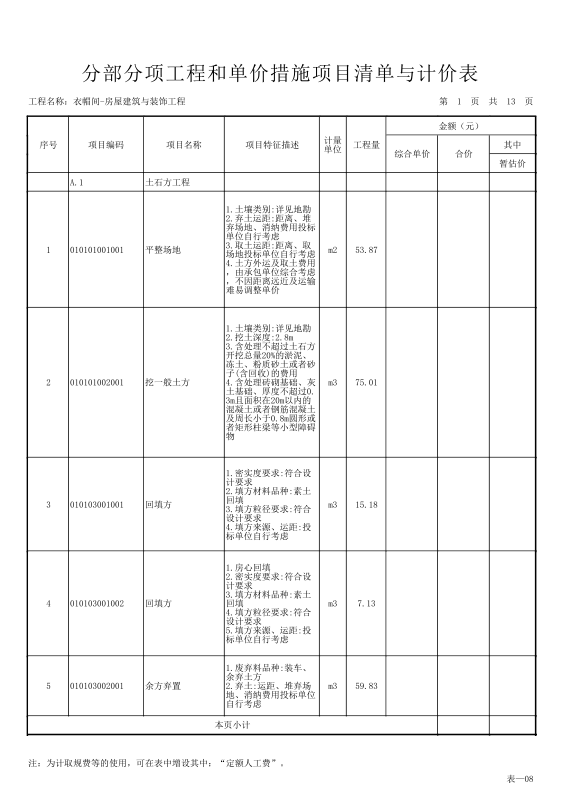 分部分项工程和单价措施项目清单与计价表
工程名称：衣帽间-房屋建筑与装饰工程
第 1 页 共 13 页
序号
项目编码
项目名称
项目特征描述
计量
单位
工程量
金额（元）
综合单价
合价
其中
暂估价
A.1
土石方工程
1
010101001001
平整场地
1.土壤类别:详见地勘
2.弃土运距:距离、堆
弃场地、消纳费用投标
单位自行考虑
3.取土运距:距离、取
场地投标单位自行考虑
4.土方外运及取土费用
，由承包单位综合考虑
，不因距离远近及运输
难易调整单价
m2
53.87
2
010101002001
挖一般土方
1.土壤类别:详见地勘
2.挖土深度:2.8m
3.含处理不超过土石方
开挖总量20%的淤泥、
冻土、粉质砂土或者砂
子(含回收)的费用
4.含处理砖砌基础、灰
土基础、厚度不超过0.
3m且面积在20m以内的
混凝土或者钢筋混凝土
及周长小于0.8m圆形或
者矩形柱梁等小型障碍
物
m3
75.01
3
010103001001
回填方
1.密实度要求:符合设
计要求
2.填方材料品种:素土
回填
3.填方粒径要求:符合
设计要求
4.填方来源、运距:投
标单位自行考虑
m3
15.18
4
010103001002
回填方
1.房心回填
2.密实度要求:符合设
计要求
3.填方材料品种:素土
回填
4.填方粒径要求:符合
设计要求
5.填方来源、运距:投
标单位自行考虑
m3
7.13
5
010103002001
余方弃置
1.废弃料品种:装车、
余弃土方
2.弃土:运距、堆弃场
地、消纳费用投标单位
自行考虑
m3
59.83
本页小计
注：为计取规费等的使用，可在表中增设其中：“定额人工费”。
表—08